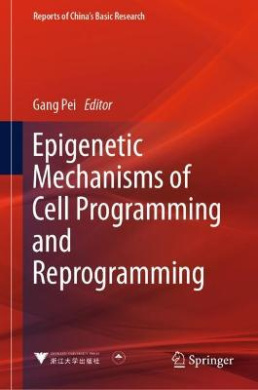 Reports of China's Basic Research
Gang Pei Editor
Epigenetic
Mechanisms of
Cell Programming
and
Reprogramming
浙江大学出版社
Springer